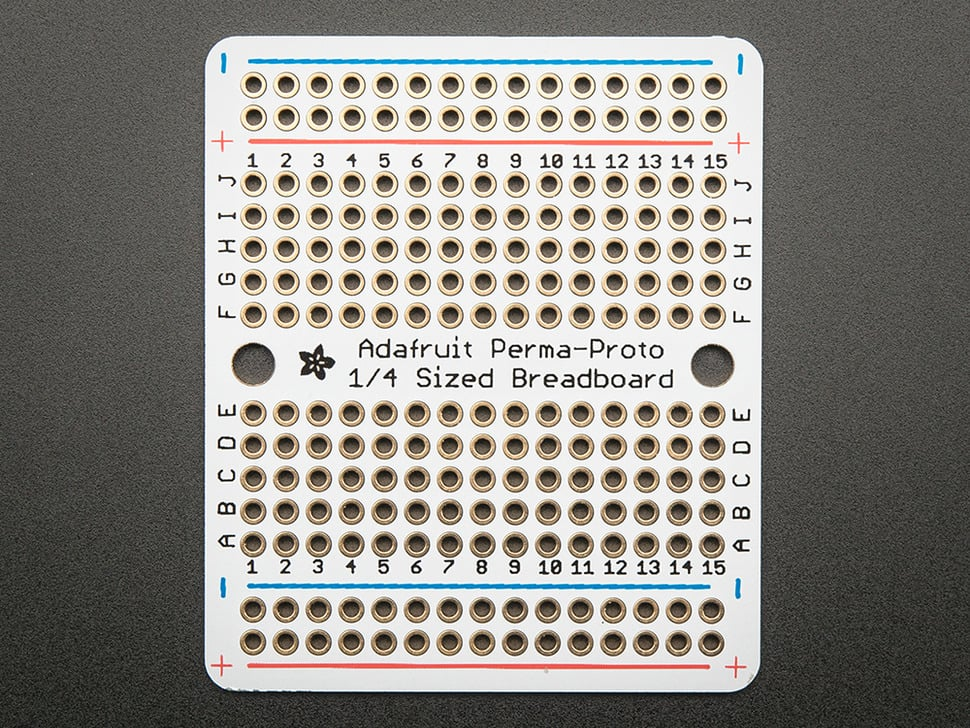 - -
+ +
1 2 3 4 5 6 7 8 9 10 11 12 13 14 15
J J
I I
H H
G G
F F
Adafruit Perma-Proto
1/4 Sized Breadboard
E E
D D
C C
B B
A A
1 2 3 4 5 6 7 8 9 10 11 12 13 14 15
- -
+ +